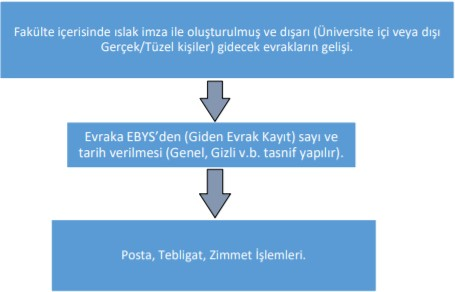 Fakülte içerisinde ıslak imza ile oluşturulmuş ve dışarı (Üniversite içi veya dışı
Gerçek/Tüzel kişiler) gidecek evrakların gelişi.
Evraka EBYS’den (Giden Evrak Kayıt) sayı ve
tarih verilmesi (Genel, Gizli v.b. tasnif yapılır).
Posta, Tebligat, Zimmet İşlemleri.